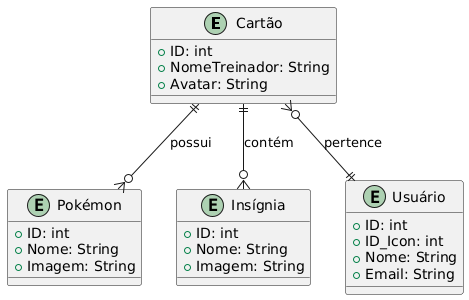 E Cartão
ID: int
NomeTreinador: String
Avatar: String
possui
contém
pertence
E Pokémon
ID: int
Nome: String
Imagem: String
E Insígnia
ID: int
Nome: String
Imagem: String
E Usuário
ID: int
ID_Icon: int
Nome: String
Email: String